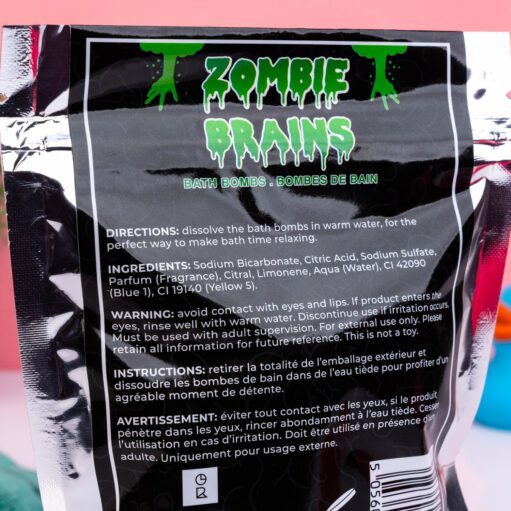 ZOMBIE
BRAINS
BATH BOMBS . BOMBES DE BAIN
DIRECTIONS: dissolve the bath bombs in warm water, for the
perfect way to make bath time relaxing.
INGREDIENTS: Sodium Bicarbonate, Citric Acid, Sodium Sulfate,
Parfum (Fragrance), Citral, Limonene, Aqua (Water), CI 42090
(Blue 1), CI 19140 (Yellow 5).
WARNING: avoid contact with eyes and lips. If product enters the
eyes, rinse well with warm water. Discontinue use if irritation occurs.
Must be used with adult supervision. For external use only. Please
retain all information for future reference. This is not a toy.
INSTRUCTIONS: retirer la totalité de l'emballage extérieur et
dissoudre les bombes de bain dans de l'eau tiède pour profiter d'un
agréable moment de détente.
AVERTISSEMENT: éviter tout contact avec les yeux, si le produit
pénètre dans les yeux, rincer abondamment à l'eau tiède. Cesser
l'utilisation en cas d'irritation. Doit être utilisé en présence d'un
adulte. Uniquement pour usage externe.